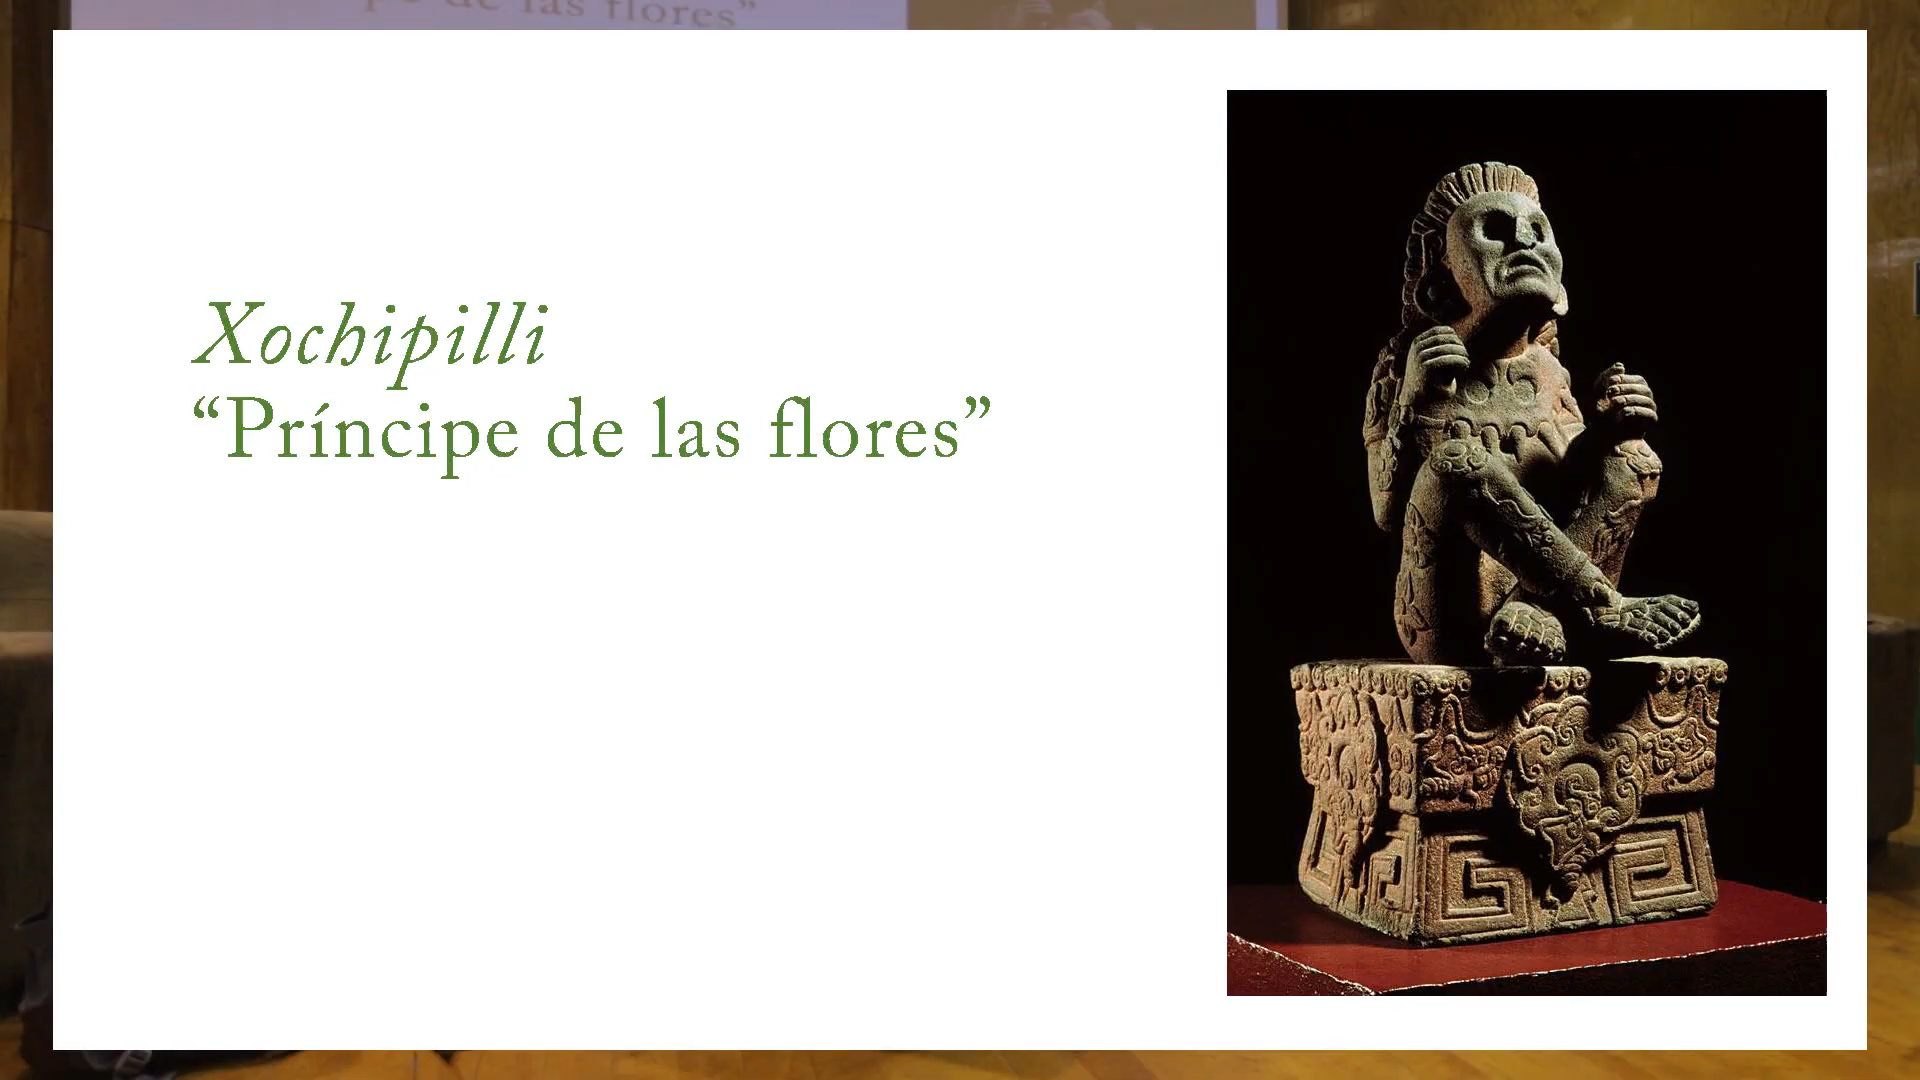 de las flores”
Xochipilli
“Príncipe de las flores”